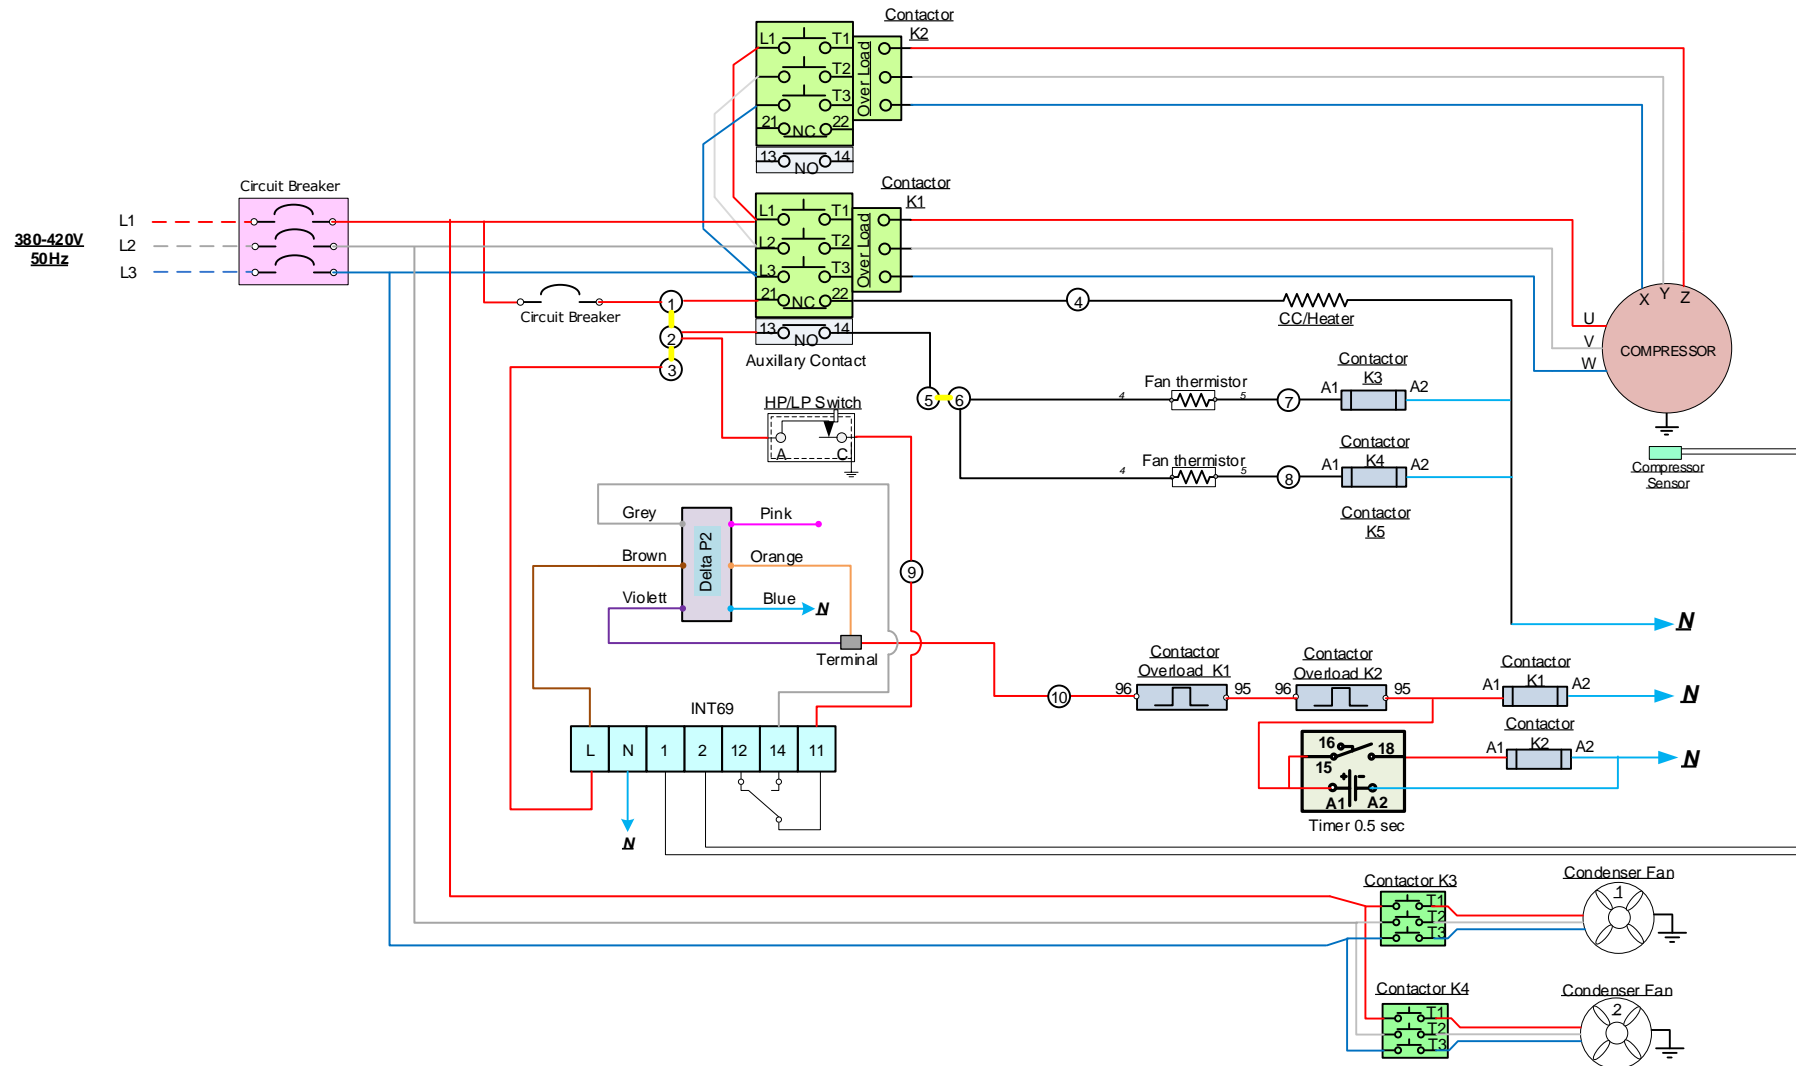 Contactor
K2
L1
T1
T2
T3
21
NC
22
13
NO
14
Over Load
Contactor
K1
L1
T1
L2
T2
L3
T3
21
NC
22
13
NO
14
Over Load
Auxillary Contact
Circuit Breaker
L1
L2
L3
380-420V
50Hz
Circuit Breaker
1
2
3
4
CC/Heater
X
Y
Z
U
V
W
COMPRESSOR
Compressor
Sensor
5
6
Fan thermistor
4
5
7
Contactor
K3
A1
A2
Fan thermistor
4
5
8
Contactor
K4
A1
A2
Contactor
K5
HP/LP Switch
A
C
Grey
Brown
Violett
Delta P2
Pink
Orange
Blue
N
Terminal
9
N
10
Contactor
Overload K1
96
95
Contactor
Overload K2
96
95
Contactor
K1
A1
A2
N
Contactor
K2
A1
A2
N
16
15
18
A1
A2
+
-
Timer 0.5 sec
INT69
L
N
1
2
12
14
11
N
Contactor K3
T1
T2
T3
Condenser Fan
1
Contactor K4
T1
T2
T3
Condenser Fan
2